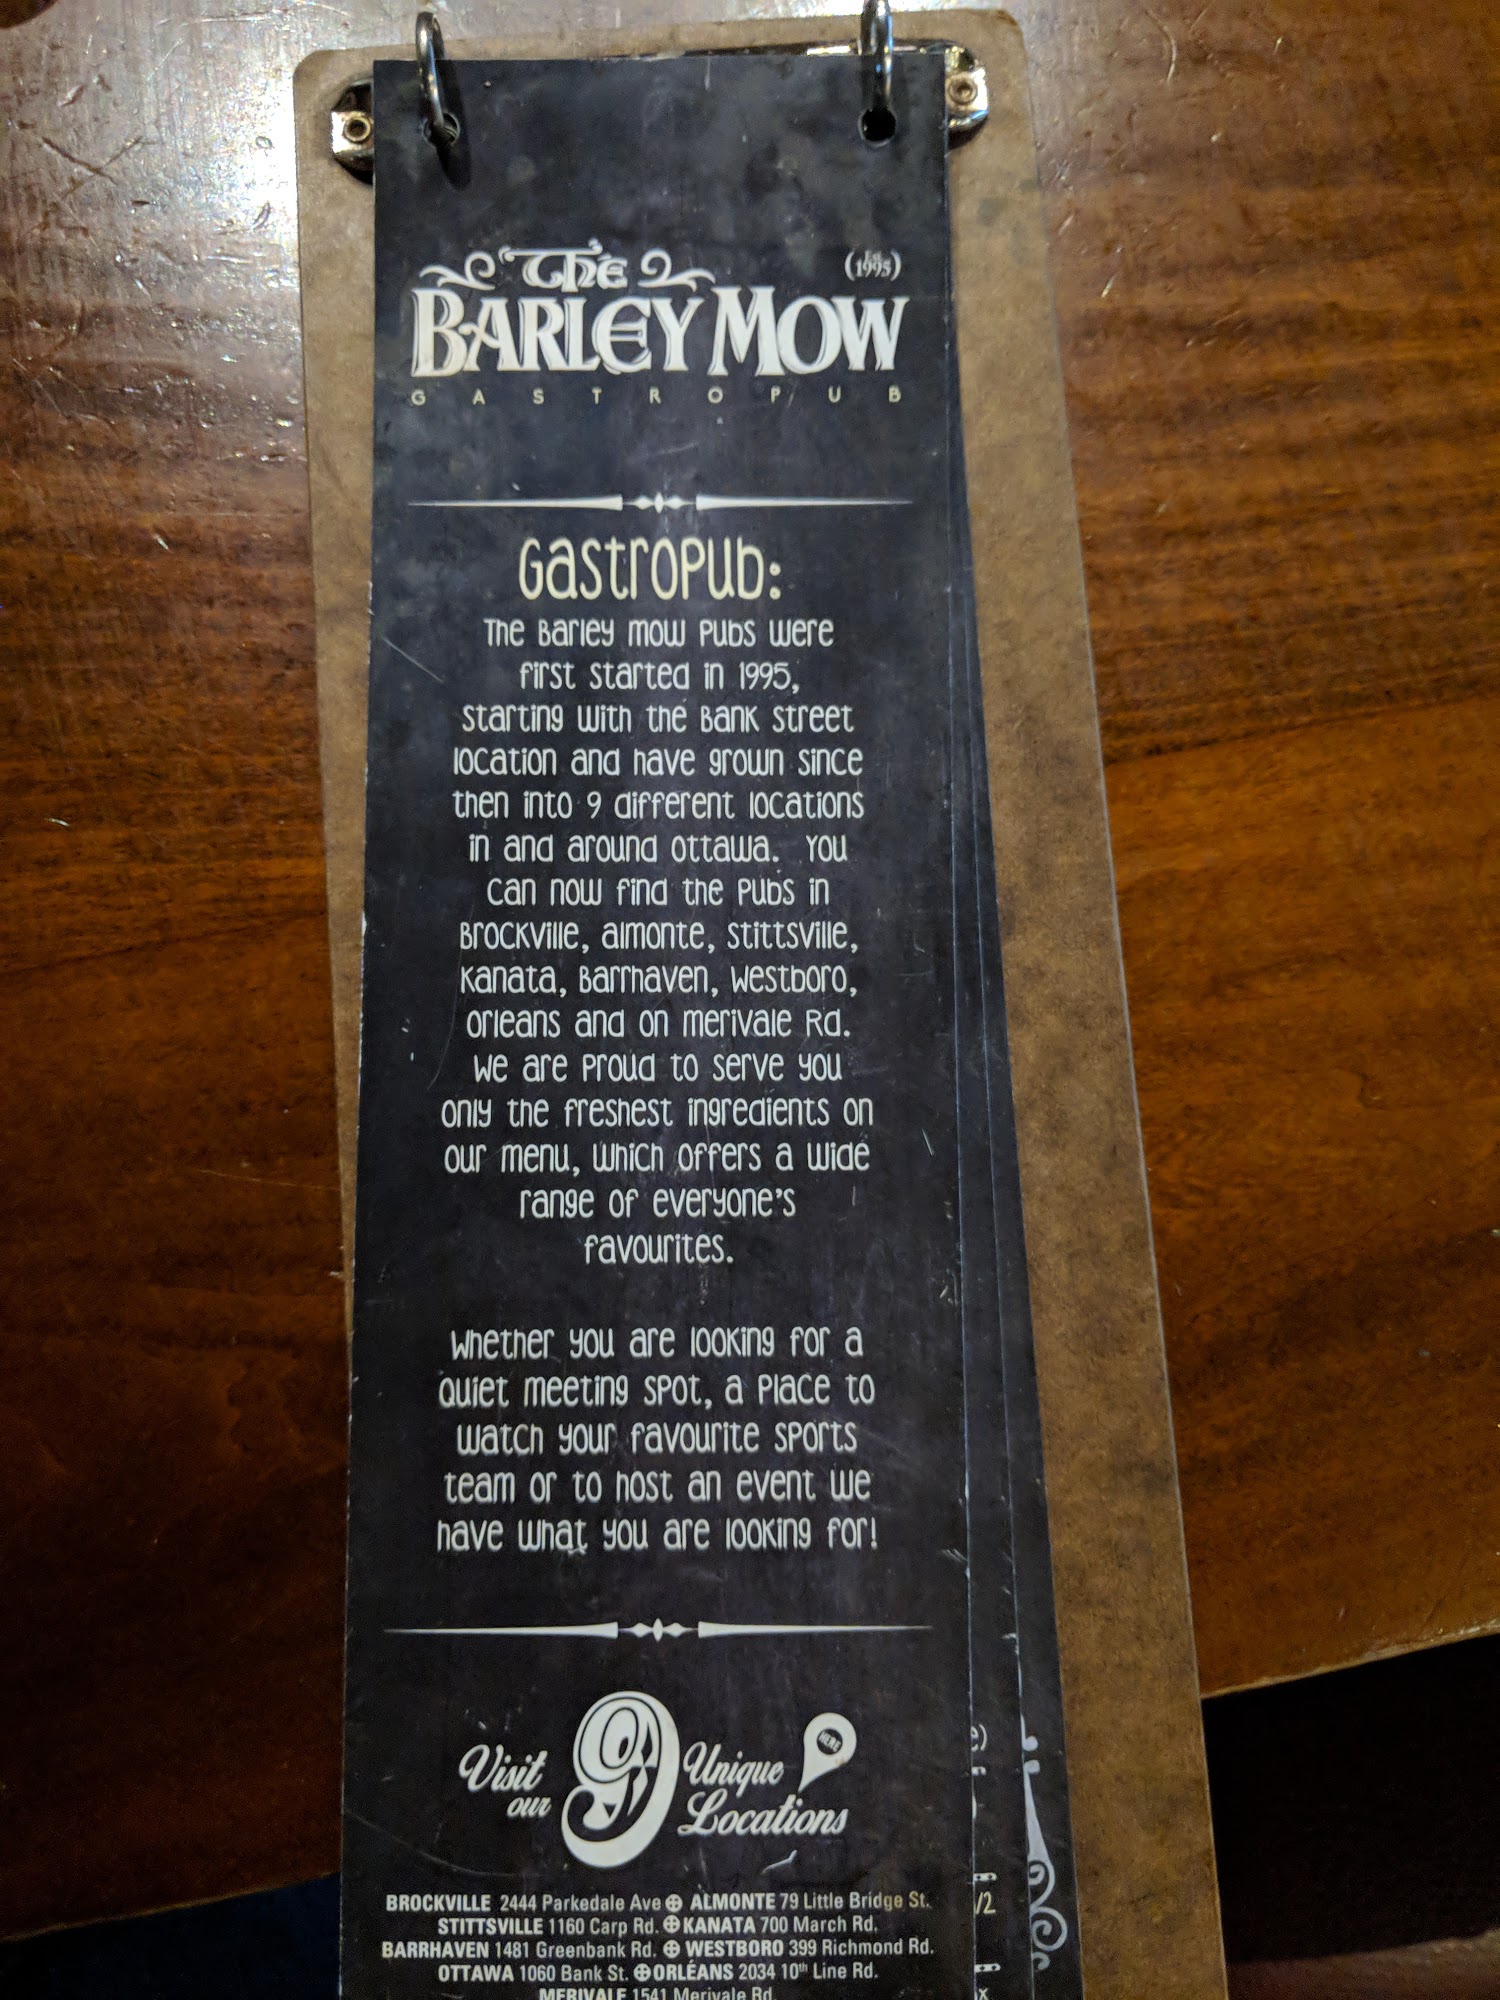 The
(Est. 1995)
BARLEY MOW
GASTROPUB
Gastropub:
The Barley Mow Pubs were
first started in 1995,
starting with the Bank Street
location and have grown since
then into 9 different locations
in and around Ottawa. You
can now find the pubs in
Brockville, Almonte, Stittsville,
Kanata, Barrhaven, Westboro,
Orleans and on Merivale Rd.
We are proud to serve you
only the freshest ingredients on
our menu, which offers a wide
range of everyone's
favourites.
Whether you are looking for a
quiet meeting spot, a place to
watch your favourite sports
team or to host an event we
have what you are looking for!
Visit our 9 Unique Locations
HERE
BROCKVILLE 2444 Parkedale Ave ⊕ ALMONTE 79 Little Bridge St.
STITTSVILLE 1160 Carp Rd. ⊕ KANATA 700 March Rd.
BARRHAVEN 1481 Greenbank Rd. ⊕ WESTBORO 399 Richmond Rd.
OTTAWA 1060 Bank St. ⊕ ORLÉANS 2034 10th Line Rd.
MERIVALE 1541 Merivale Rd.